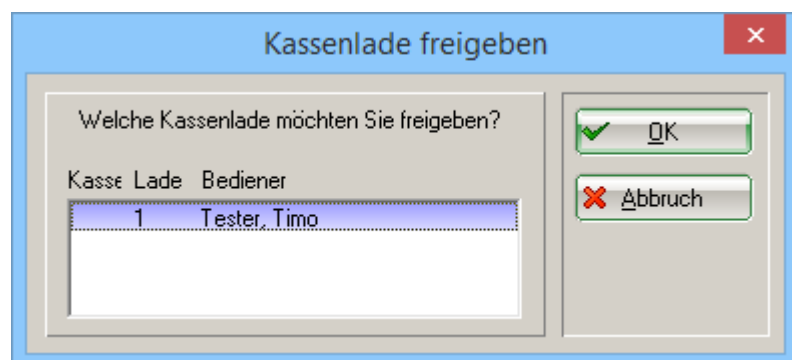 Kassenlade freigeben
Welche Kassenlade möchten Sie freigeben?
Kasse Lade Bediener
1 Tester, Timo
OK
Abbruch